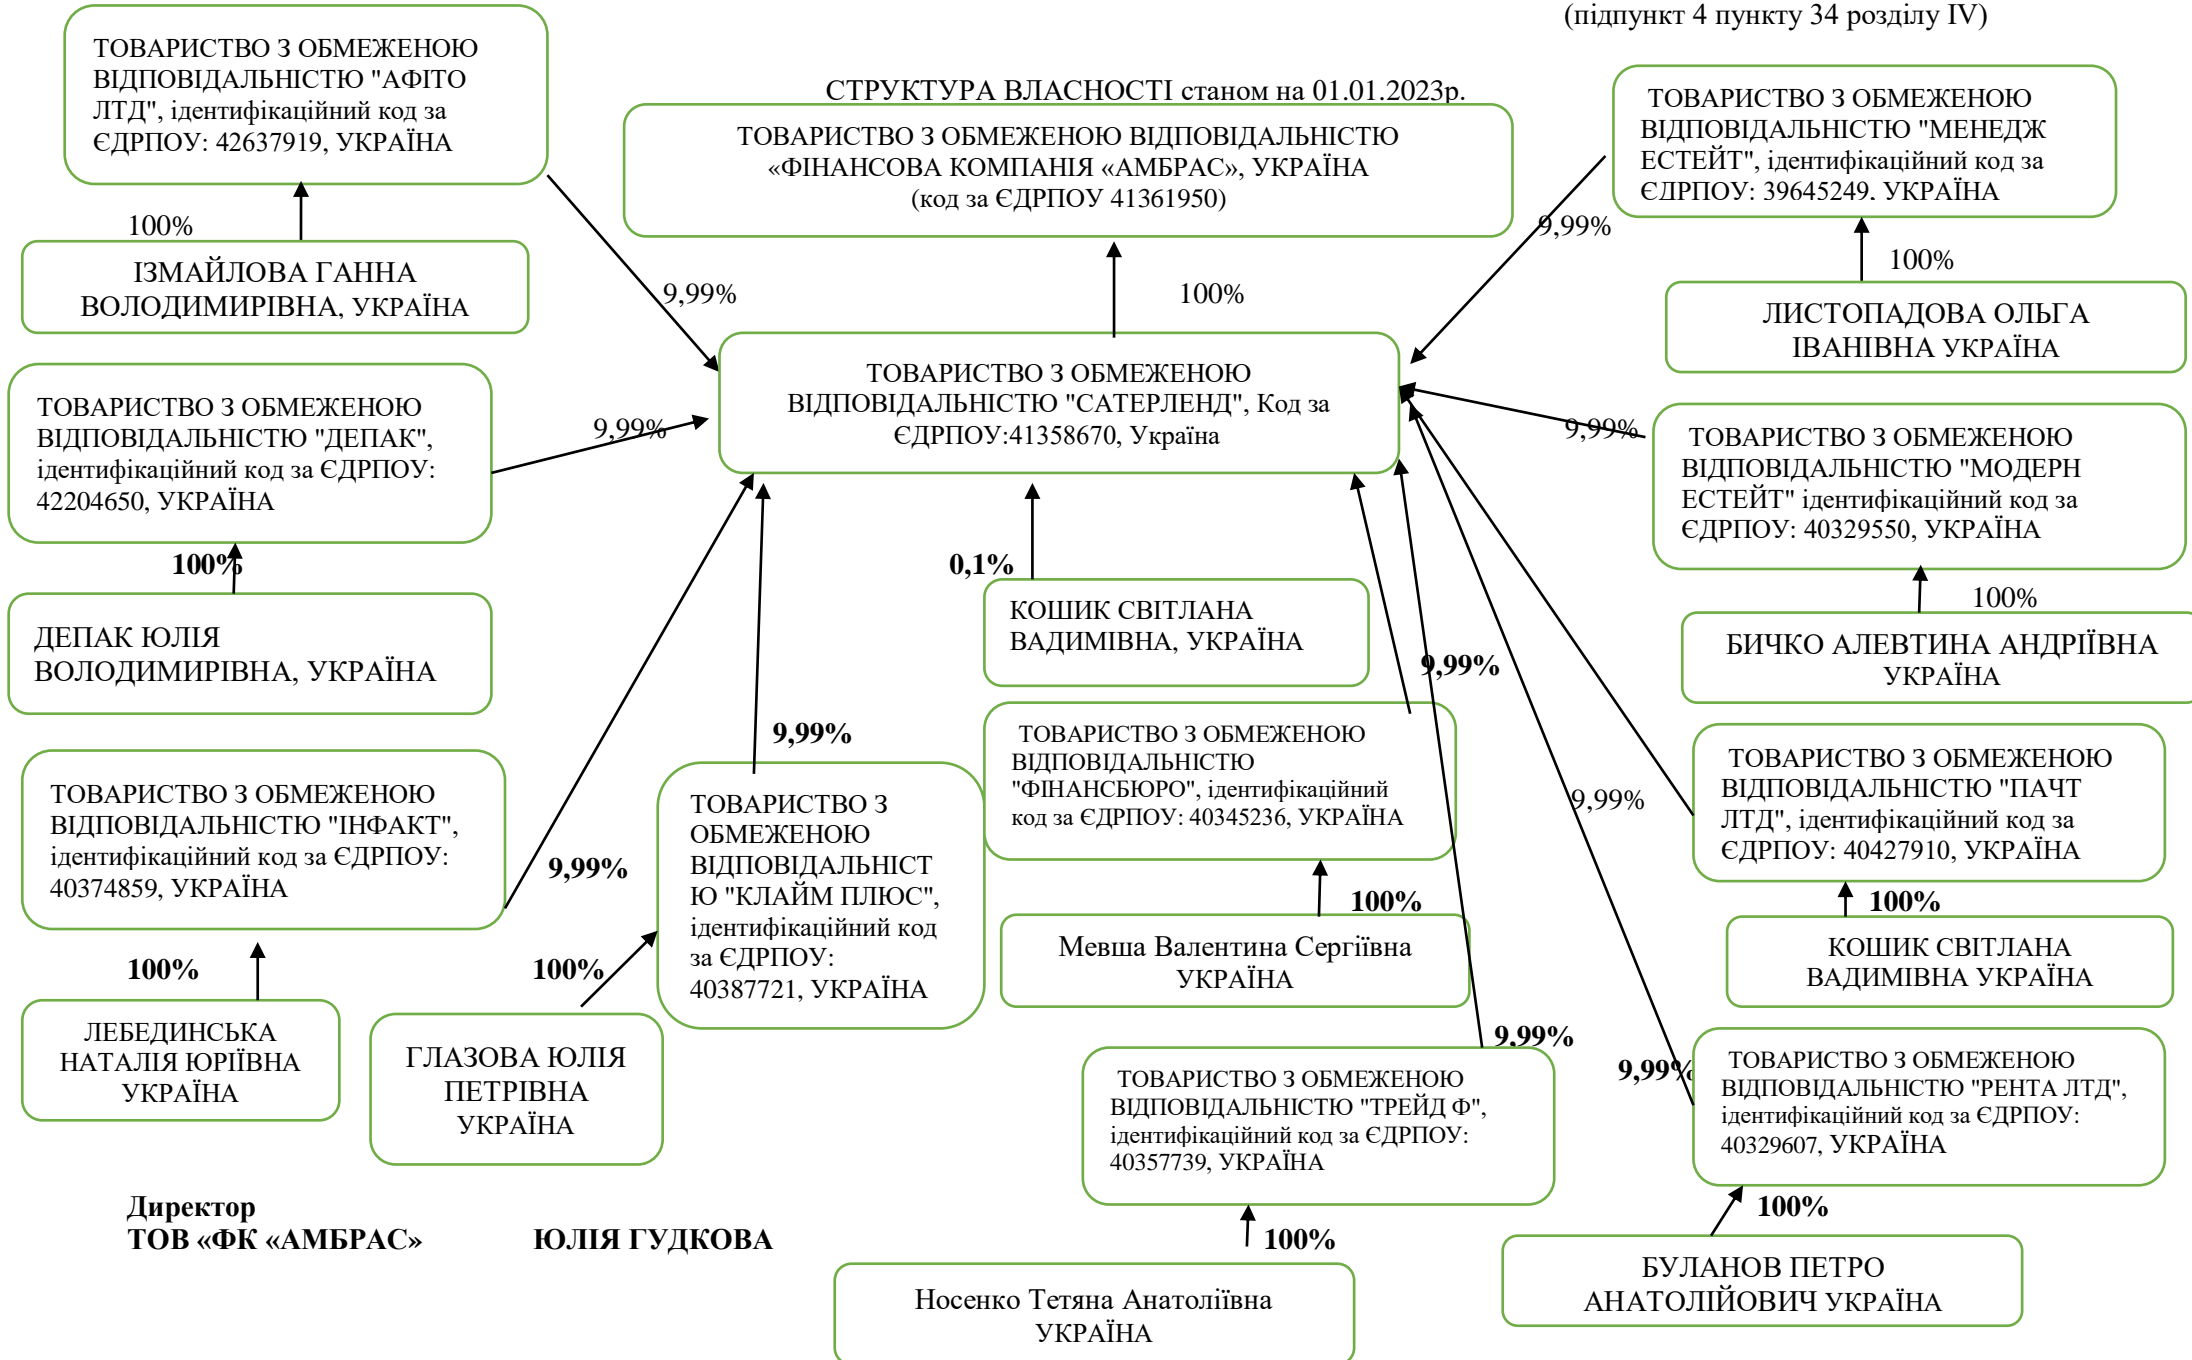 (підпункт 4 пункту 34 розділу IV)
СТРУКТУРА ВЛАСНОСТІ станом на 01.01.2023р.
ТОВАРИСТВО З ОБМЕЖЕНОЮ
ВІДПОВІДАЛЬНІСТЮ "АФІТО
ЛТД", ідентифікаційний код за
ЄДРПОУ: 42637919, УКРАЇНА
ТОВАРИСТВО З ОБМЕЖЕНОЮ ВІДПОВІДАЛЬНІСТЮ
«ФІНАНСОВА КОМПАНІЯ «АМБРАС», УКРАЇНА
(код за ЄДРПОУ 41361950)
ТОВАРИСТВО З ОБМЕЖЕНОЮ
ВІДПОВІДАЛЬНІСТЮ "МЕНЕДЖ
ЕСТЕЙТ", ідентифікаційний код за
ЄДРПОУ: 39645249. УКРАЇНА
100%
9,99%
ІЗМАЙЛОВА ГАННА
ВОЛОДИМИРІВНА, УКРАЇНА
9,99%
100%
100%
ЛИСТОПАДОВА ОЛЬГА
ІВАНІВНА УКРАЇНА
ТОВАРИСТВО З ОБМЕЖЕНОЮ
ВІДПОВІДАЛЬНІСТЮ "САТЕРЛЕНД", Код за
ЄДРПОУ:41358670, Україна
ТОВАРИСТВО З ОБМЕЖЕНОЮ
ВІДПОВІДАЛЬНІСТЮ "ДЕПАК",
ідентифікаційний код за ЄДРПОУ:
42204650, УКРАЇНА
9,99%
9,99%
ТОВАРИСТВО З ОБМЕЖЕНОЮ
ВІДПОВІДАЛЬНІСТЮ "МОДЕРН
ЕСТЕЙТ" ідентифікаційний код за
ЄДРПОУ: 40329550, УКРАЇНА
100%
0,1%
100%
ДЕПАК ЮЛІЯ
ВОЛОДИМИРІВНА, УКРАЇНА
КОШИК СВІТЛАНА
ВАДИМІВНА, УКРАЇНА
БИЧКО АЛЕВТИНА АНДРІЇВНА
УКРАЇНА
9,99%
9,99%
ТОВАРИСТВО З ОБМЕЖЕНОЮ
ВІДПОВІДАЛЬНІСТЮ "ІНФАКТ",
ідентифікаційний код за ЄДРПОУ:
40374859, УКРАЇНА
9,99%
ТОВАРИСТВО З
ОБМЕЖЕНОЮ
ВІДПОВІДАЛЬНІСТ
Ю "КЛАЙМ ПЛЮС",
ідентифікаційний код
за ЄДРПОУ:
40387721, УКРАЇНА
ТОВАРИСТВО З ОБМЕЖЕНОЮ
ВІДПОВІДАЛЬНІСТЮ
"ФІНАНСБЮРО", ідентифікаційний
код за ЄДРПОУ: 40345236, УКРАЇНА
9,99%
ТОВАРИСТВО З ОБМЕЖЕНОЮ
ВІДПОВІДАЛЬНІСТЮ "ПАЧТ
ЛТД", ідентифікаційний код за
ЄДРПОУ: 40427910, УКРАЇНА
100%
100%
100%
100%
Мевша Валентина Сергіївна
УКРАЇНА
КОШИК СВІТЛАНА
ВАДИМІВНА УКРАЇНА
ЛЕБЕДИНСЬКА
НАТАЛІЯ ЮРІЇВНА
УКРАЇНА
ГЛАЗОВА ЮЛІЯ
ПЕТРІВНА
УКРАЇНА
9,99%
9,99%
ТОВАРИСТВО З ОБМЕЖЕНОЮ
ВІДПОВІДАЛЬНІСТЮ "ТРЕЙД Ф",
ідентифікаційний код за ЄДРПОУ:
40357739, УКРАЇНА
ТОВАРИСТВО З ОБМЕЖЕНОЮ
ВІДПОВІДАЛЬНІСТЮ "РЕНТА ЛТД",
ідентифікаційний код за ЄДРПОУ:
40329607, УКРАЇНА
100%
100%
Директор
ТОВ «ФК «АМБРАС» ЮЛІЯ ГУДКОВА
Носенко Тетяна Анатоліївна
УКРАЇНА
БУЛАНОВ ПЕТРО
АНАТОЛІЙОВИЧ УКРАЇНА